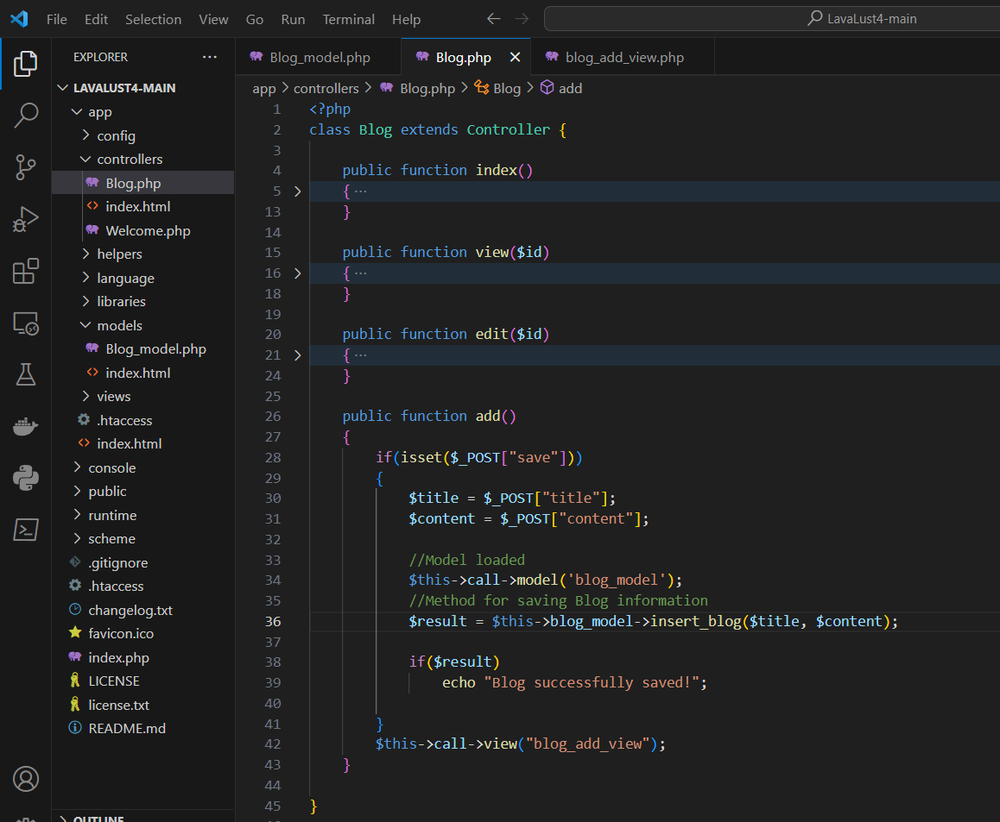 File Edit Selection View Go Run Terminal Help
LavaLust4-main
EXPLORER
LAVALUST4-MAIN
app
config
controllers
Blog.php
index.html
Welcome.php
helpers
language
libraries
models
Blog_model.php
index.html
views
.htaccess
index.html
console
public
runtime
scheme
.gitignore
.htaccess
changelog.txt
favicon.ico
index.php
LICENSE
license.txt
README.md
OUTLINE
Blog_model.php Blog.php blog_add_view.php
app > controllers > Blog.php > Blog > add
1 <?php
2 class Blog extends Controller {
3
4 public function index()
5 { ···
13 }
14
15 public function view($id)
16 { ···
18 }
19
20 public function edit($id)
21 { ···
24 }
25
26 public function add()
27 {
28 if(isset($_POST["save"]))
29 {
30 $title = $_POST["title"];
31 $content = $_POST["content"];
32
33 //Model loaded
34 $this->call->model('blog_model');
35 //Method for saving Blog information
36 $result = $this->blog_model->insert_blog($title, $content);
37
38 if($result)
39 echo "Blog successfully saved!";
40
41 }
42 $this->call->view("blog_add_view");
43 }
44
45 }